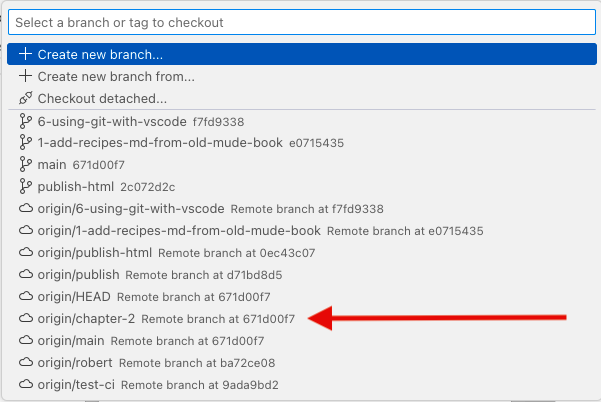 Select a branch or tag to checkout
Create new branch...
Create new branch from...
Checkout detached...
6-using-git-with-vscode f7fd9338
1-add-recipes-md-from-old-mude-book e0715435
main 671d00f7
publish-html 2c072d2c
origin/6-using-git-with-vscode Remote branch at f7fd9338
origin/1-add-recipes-md-from-old-mude-book Remote branch at e0715435
origin/publish-html Remote branch at 0ec43c07
origin/publish Remote branch at d71bd8d5
origin/HEAD Remote branch at 671d00f7
origin/chapter-2 Remote branch at 671d00f7
origin/main Remote branch at 671d00f7
origin/robert Remote branch at ba72ce08
origin/test-ci Remote branch at 9ada9bd2